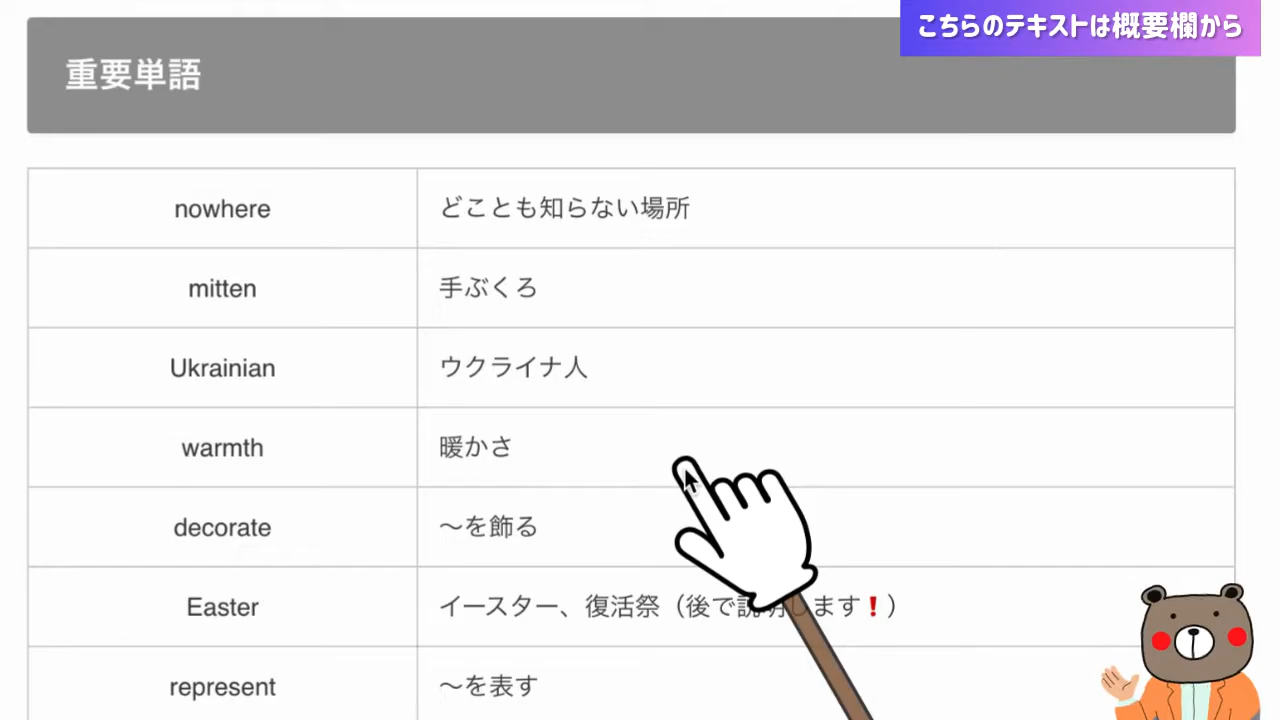 こちらのテキストは概要欄から
重要単語
nowhere どことも知らない場所
mitten 手ぶくろ
Ukrainian ウクライナ人
warmth 暖かさ
decorate ～を飾る
Easter イースター、復活祭（後で説明します❗）
represent ～を表す